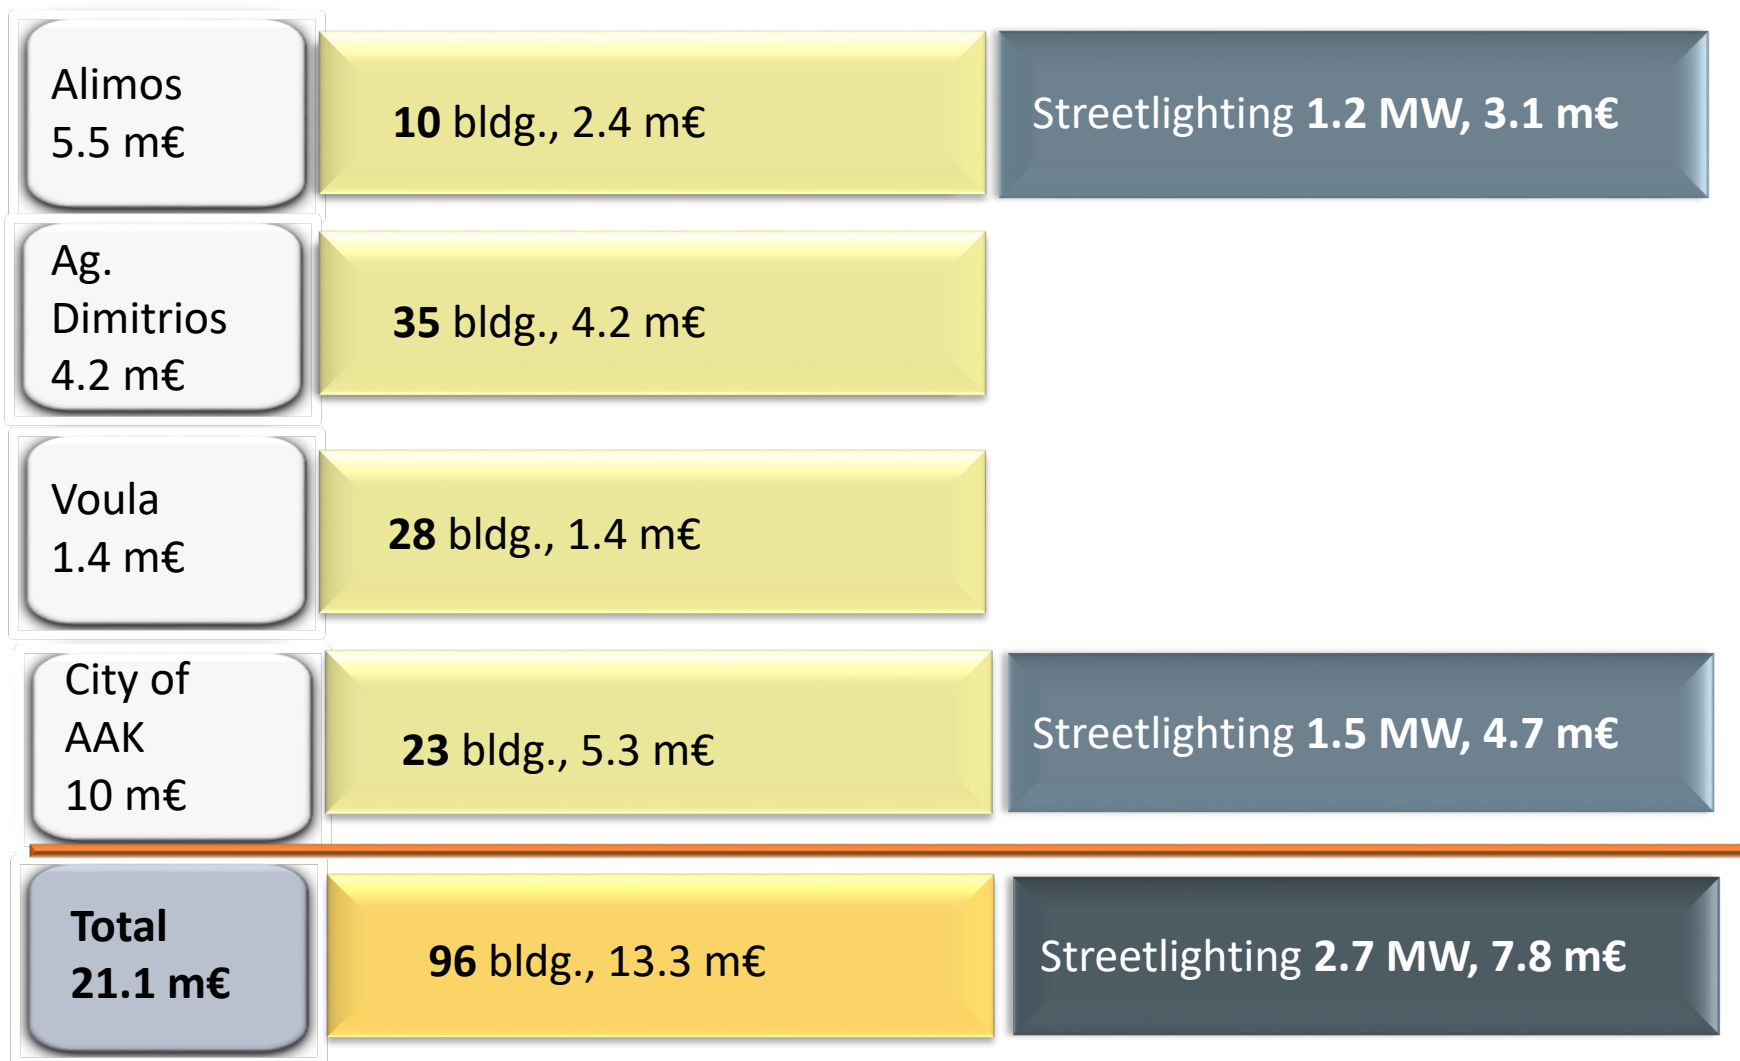 Alimos
5.5 m€
10 bldg., 2.4 m€
Streetlighting 1.2 MW, 3.1 m€
Ag.
Dimitrios
4.2 m€
35 bldg., 4.2 m€
Voula
1.4 m€
28 bldg., 1.4 m€
City of
AAK
10 m€
23 bldg., 5.3 m€
Streetlighting 1.5 MW, 4.7 m€
Total
21.1 m€
96 bldg., 13.3 m€
Streetlighting 2.7 MW, 7.8 m€